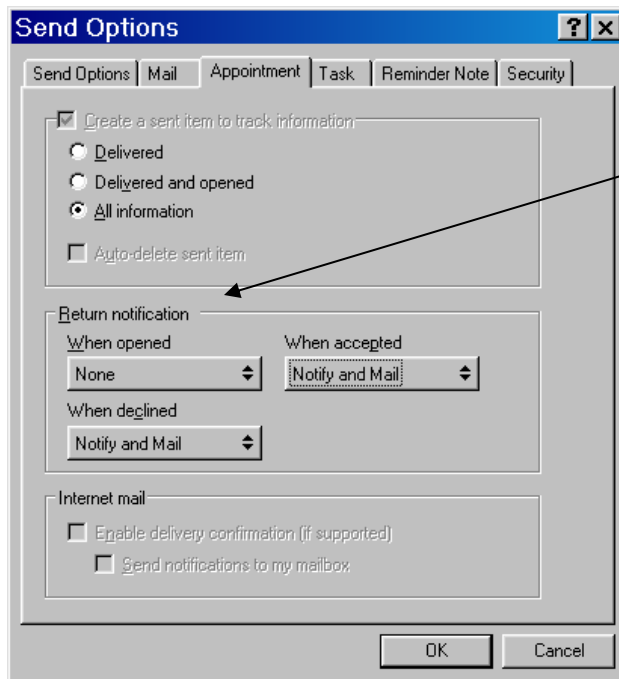 Send Options
Send Options Mail Appointment Task Reminder Note Security
Create a sent item to track information
Delivered
Delivered and opened
All information
Auto-delete sent item
Return notification
When opened When accepted
None Notify and Mail
When declined
Notify and Mail
Internet mail
Enable delivery confirmation (if supported)
Send notifications to my mailbox
OK Cancel